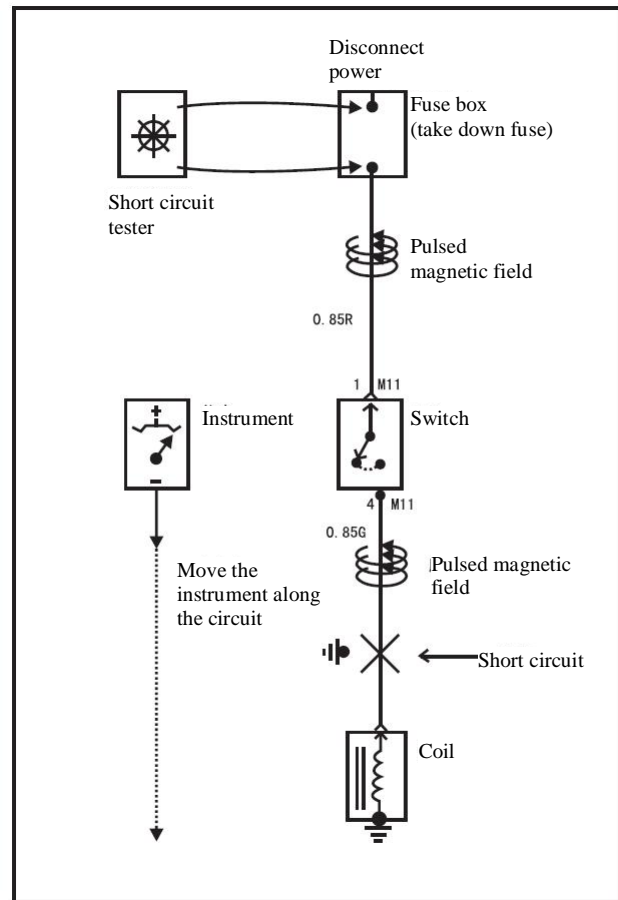 Disconnect
power
Fuse box
(take down fuse)
Short circuit
tester
Pulsed
magnetic field
0.85R
1 M11
Instrument
Switch
+
-
4 M11
0.85G
Pulsed magnetic
field
Move the
instrument along
the circuit
Short circuit
Coil